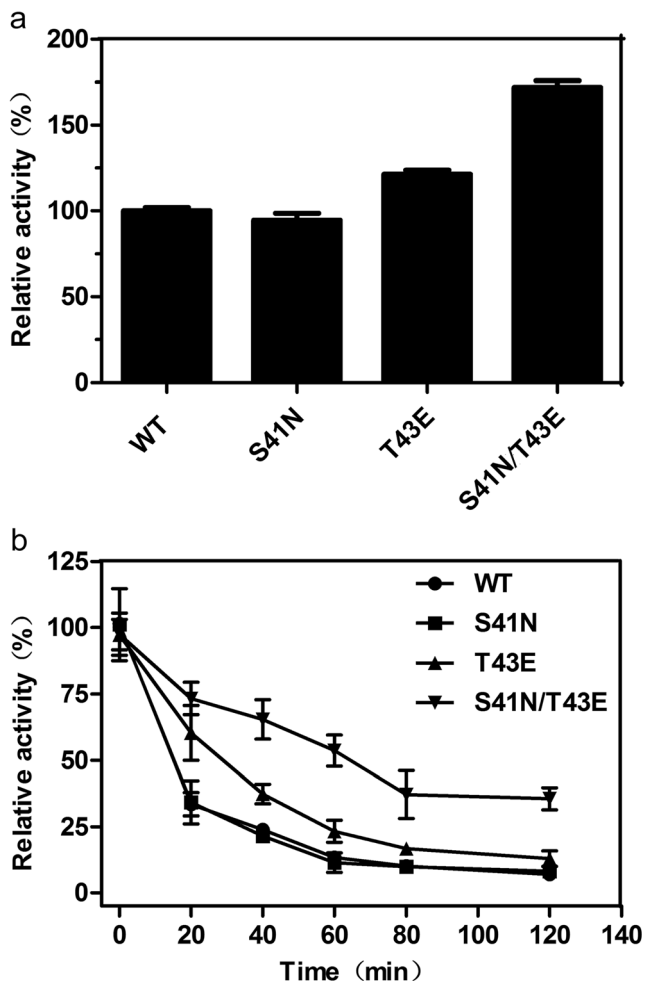 a
Relative activity（%）
200
150
100
50
0
WT
S41N
T43E
S41N/T43E
b
Relative activity（%）
125
100
75
50
25
0
WT
S41N
T43E
S41N/T43E
0 20 40 60 80 100 120 140
Time（min）